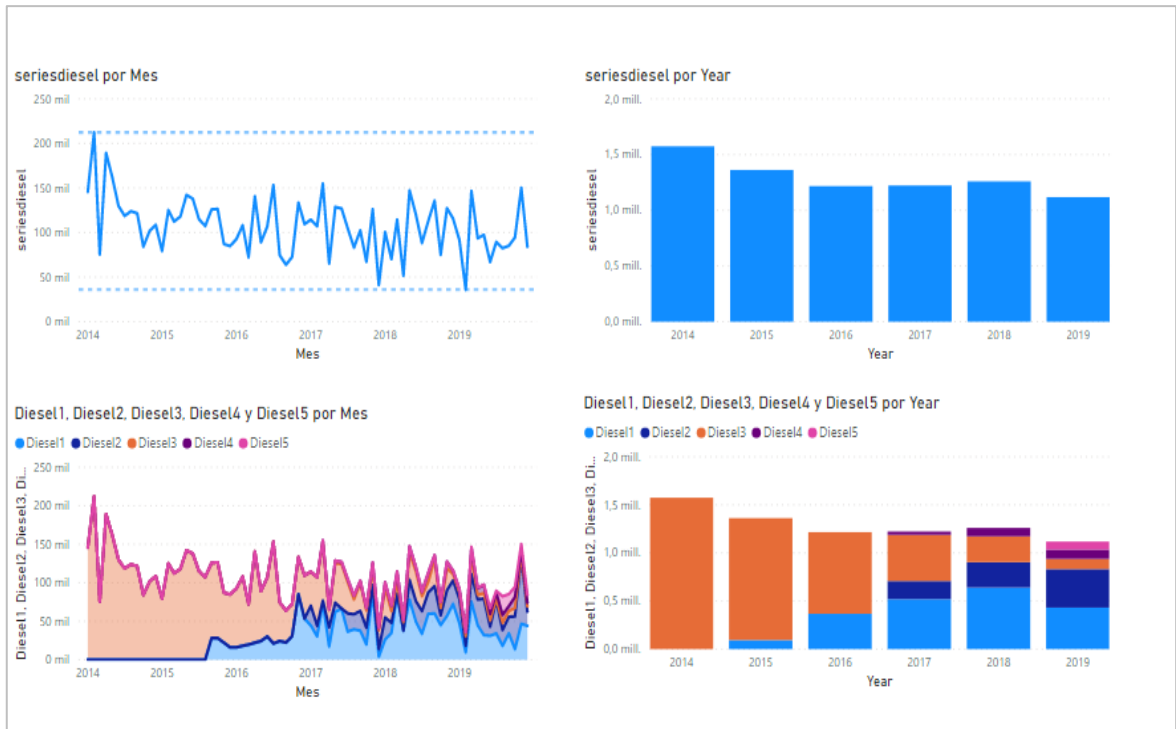 seriesdiesel por Mes
250 mil
200 mil
150 mil
100 mil
50 mil
0 mil
seriesdiesel
2014 2015 2016 2017 2018 2019
Mes
seriesdiesel por Year
2,0 mill.
1,5 mill.
1,0 mill.
0,5 mill.
0,0 mill.
seriesdiesel
2014 2015 2016 2017 2018 2019
Year
Diesel1, Diesel2, Diesel3, Diesel4 y Diesel5 por Mes
Diesel1 Diesel2 Diesel3 Diesel4 Diesel5
250 mil
200 mil
150 mil
100 mil
50 mil
0 mil
Diesel1, Diesel2, Diesel3, Di...
2014 2015 2016 2017 2018 2019
Mes
Diesel1, Diesel2, Diesel3, Diesel4 y Diesel5 por Year
Diesel1 Diesel2 Diesel3 Diesel4 Diesel5
2,0 mill.
1,5 mill.
1,0 mill.
0,5 mill.
0,0 mill.
Diesel1, Diesel2, Diesel3, Di...
2014 2015 2016 2017 2018 2019
Year